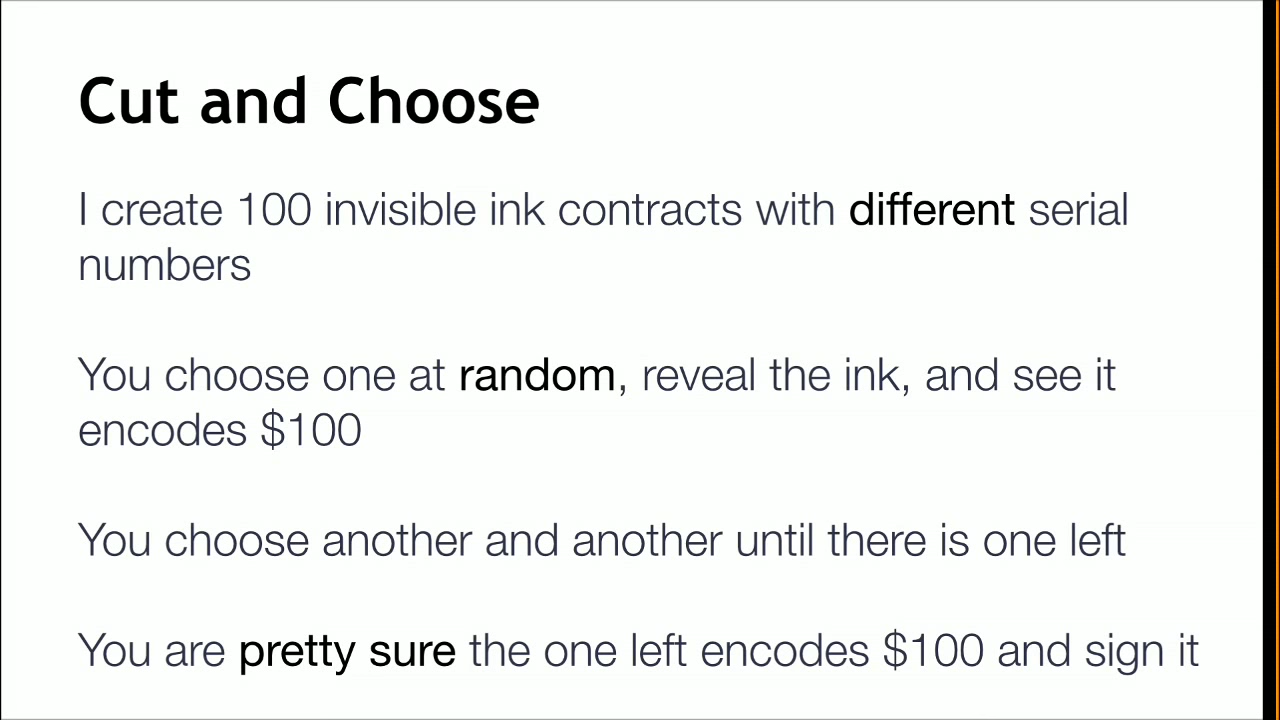 Cut and Choose
I create 100 invisible ink contracts with different serial
numbers
You choose one at random, reveal the ink, and see it
encodes $100
You choose another and another until there is one left
You are pretty sure the one left encodes $100 and sign it